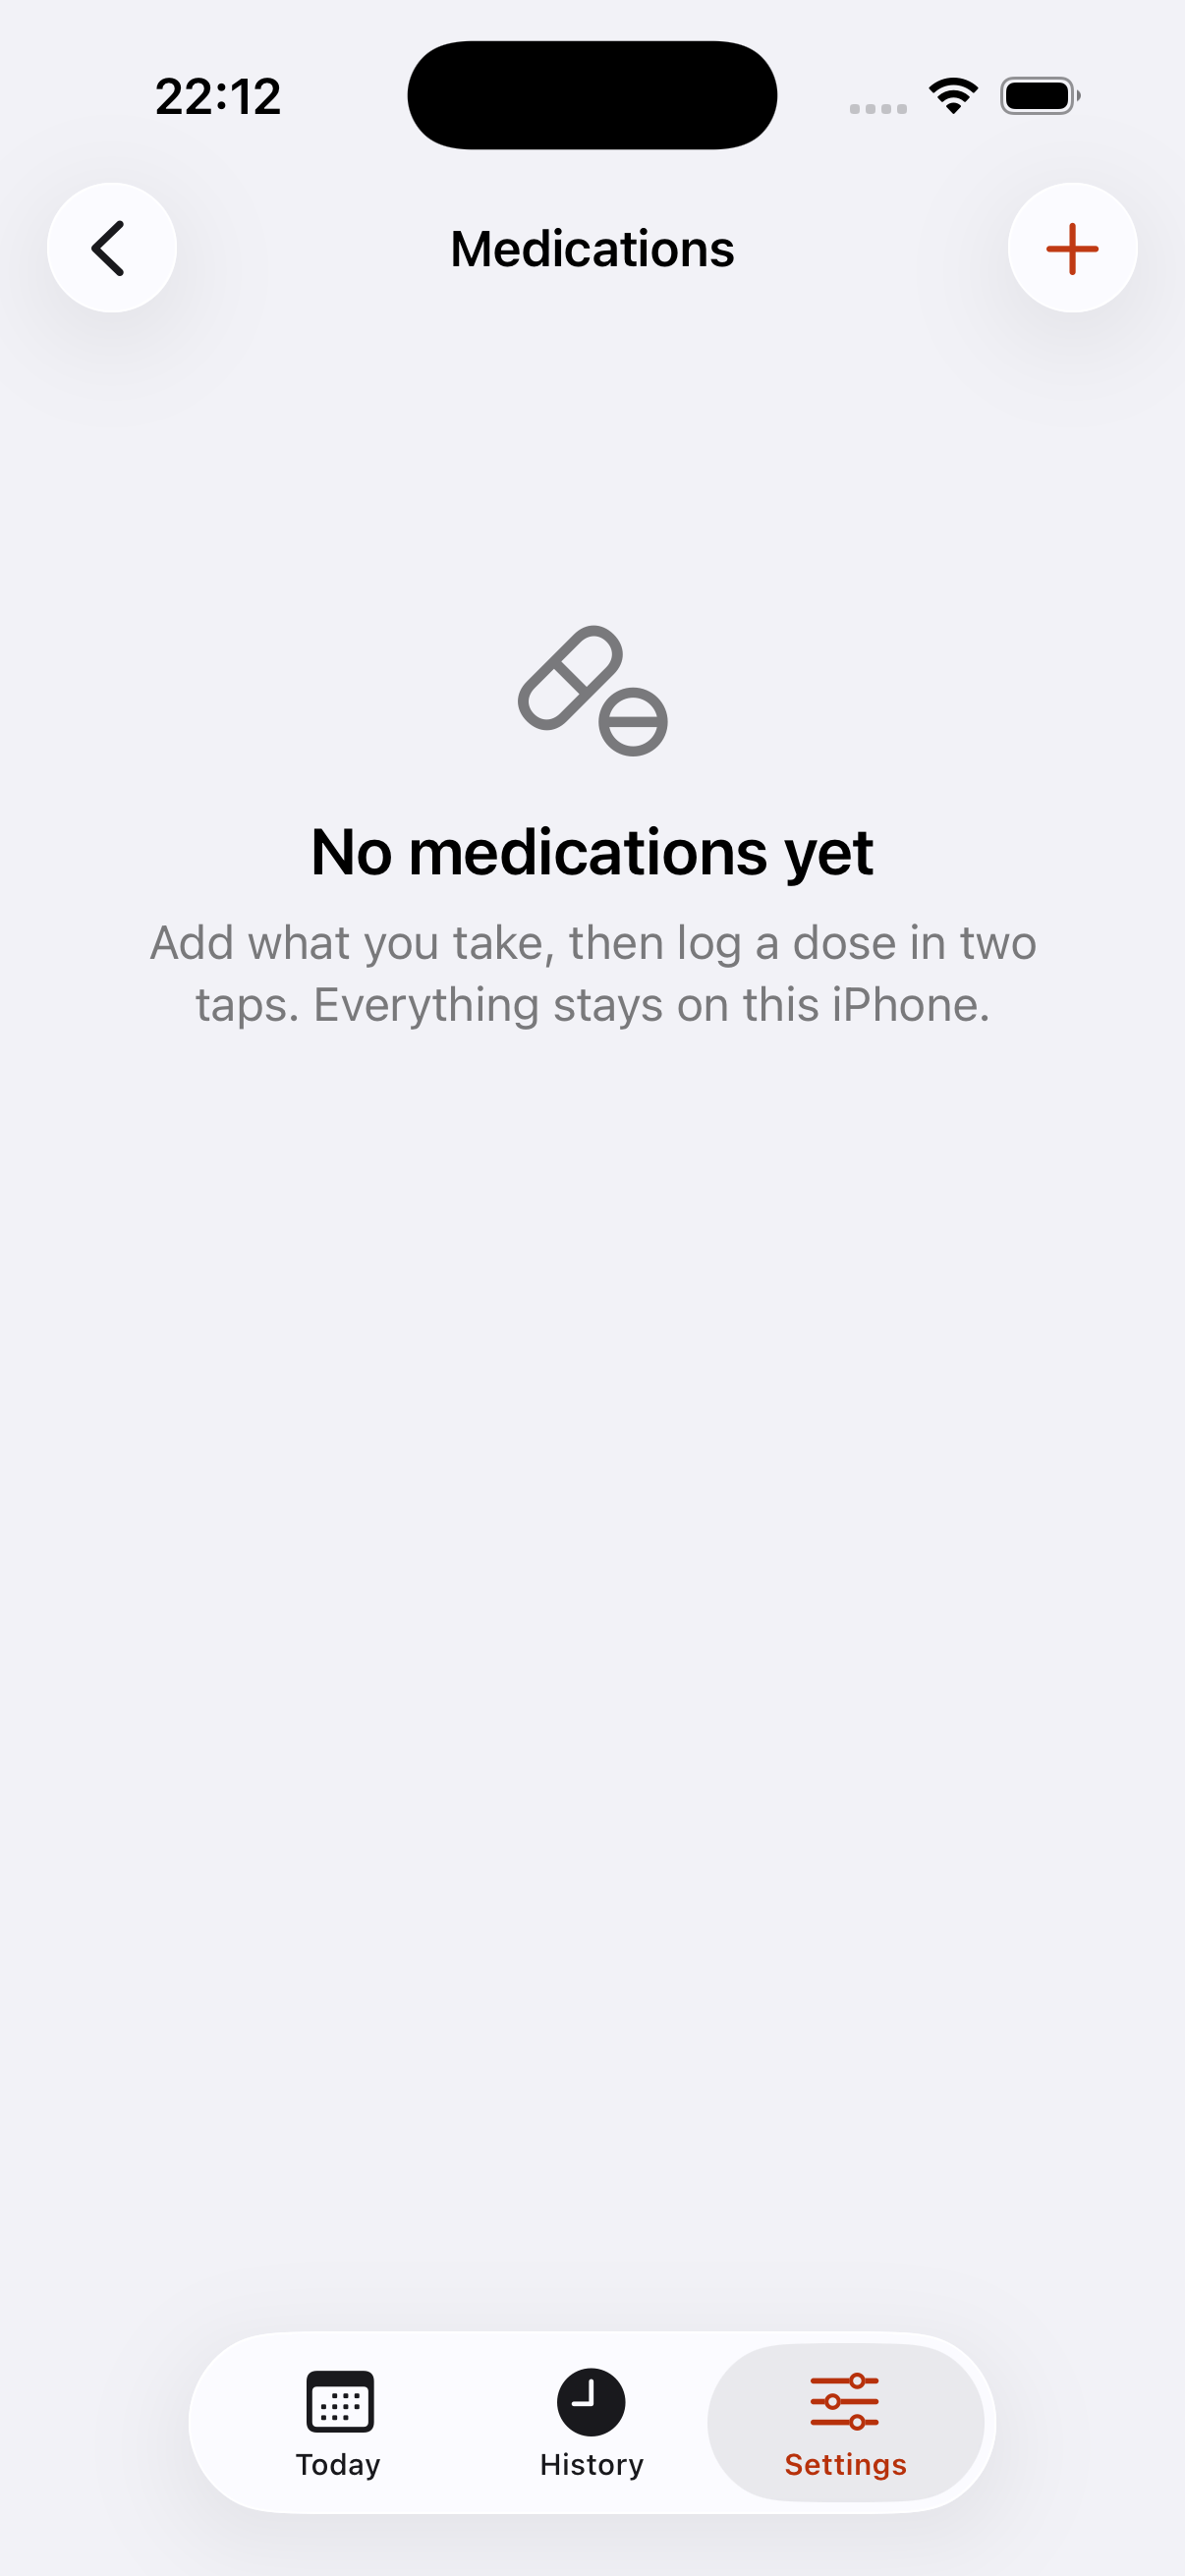 22:12
Medications
No medications yet
Add what you take, then log a dose in two
taps. Everything stays on this iPhone.
Today
History
Settings